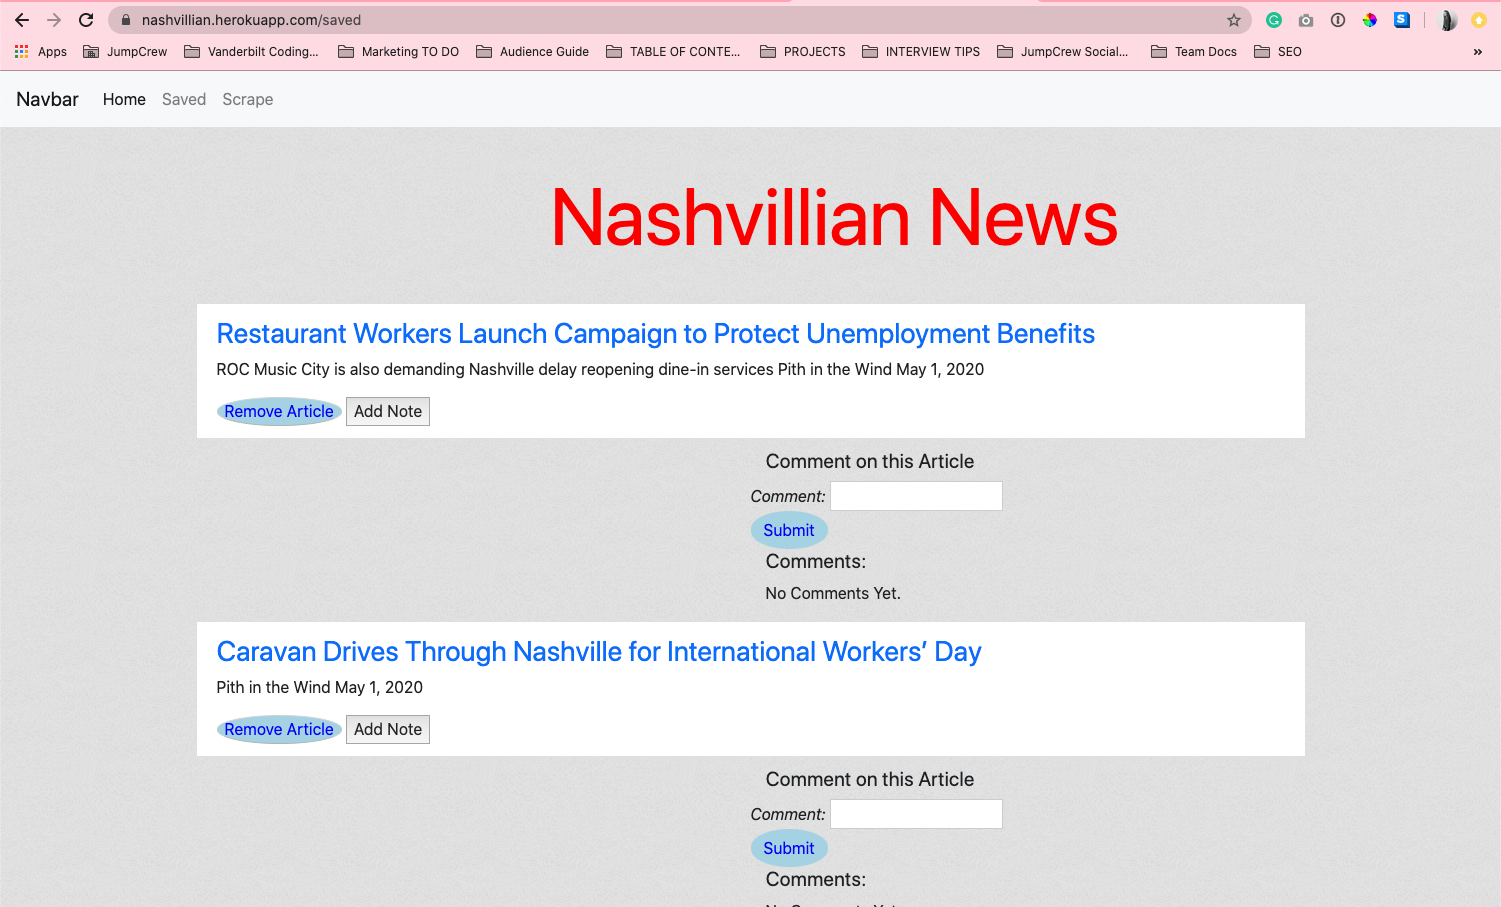 nashvillian.herokuapp.com/saved
Apps JumpCrew Vanderbilt Coding... Marketing TO DO Audience Guide TABLE OF CONTE... PROJECTS INTERVIEW TIPS JumpCrew Social... Team Docs SEO »
Navbar Home Saved Scrape
Nashvillian News
Restaurant Workers Launch Campaign to Protect Unemployment Benefits
ROC Music City is also demanding Nashville delay reopening dine-in services Pith in the Wind May 1, 2020
Remove Article Add Note
Comment on this Article
Comment:
Submit
Comments:
No Comments Yet.
Caravan Drives Through Nashville for International Workers’ Day
Pith in the Wind May 1, 2020
Remove Article Add Note
Comment on this Article
Comment:
Submit
Comments: